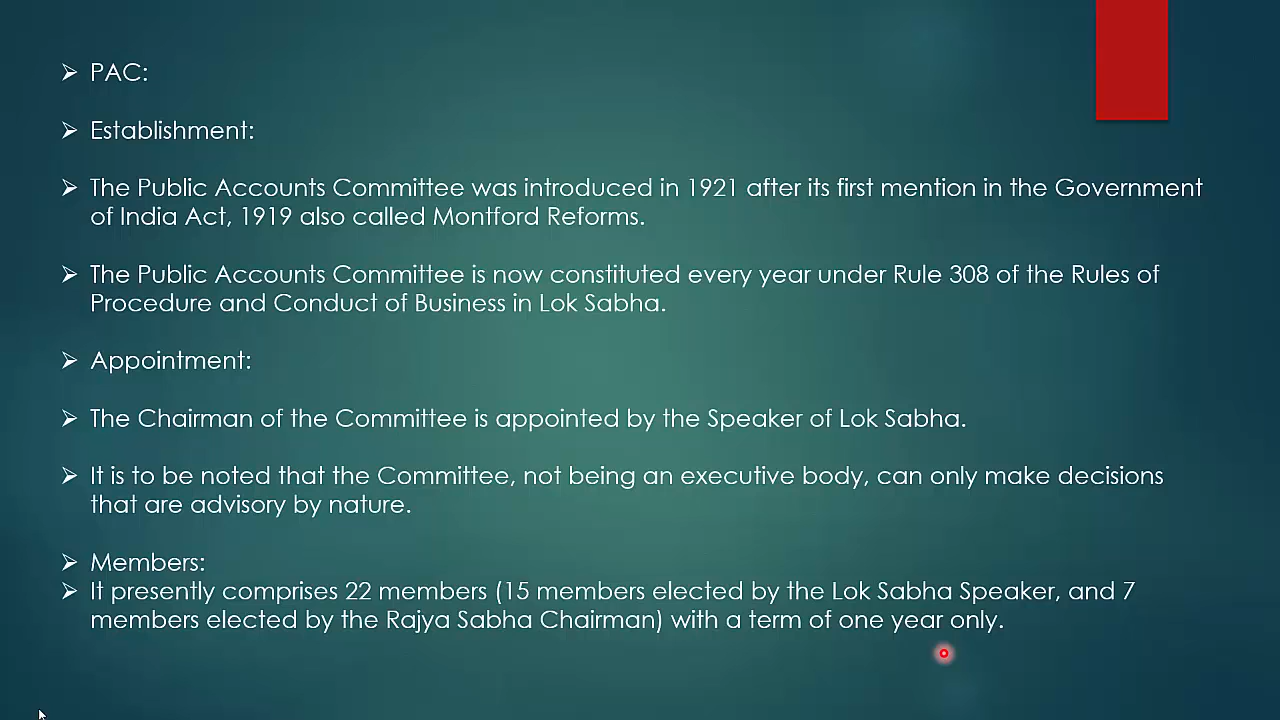 ➢ PAC:
➢ Establishment:
➢ The Public Accounts Committee was introduced in 1921 after its first mention in the Government
of India Act, 1919 also called Montford Reforms.
➢ The Public Accounts Committee is now constituted every year under Rule 308 of the Rules of
Procedure and Conduct of Business in Lok Sabha.
➢ Appointment:
➢ The Chairman of the Committee is appointed by the Speaker of Lok Sabha.
➢ It is to be noted that the Committee, not being an executive body, can only make decisions
that are advisory by nature.
➢ Members:
➢ It presently comprises 22 members (15 members elected by the Lok Sabha Speaker, and 7
members elected by the Rajya Sabha Chairman) with a term of one year only.